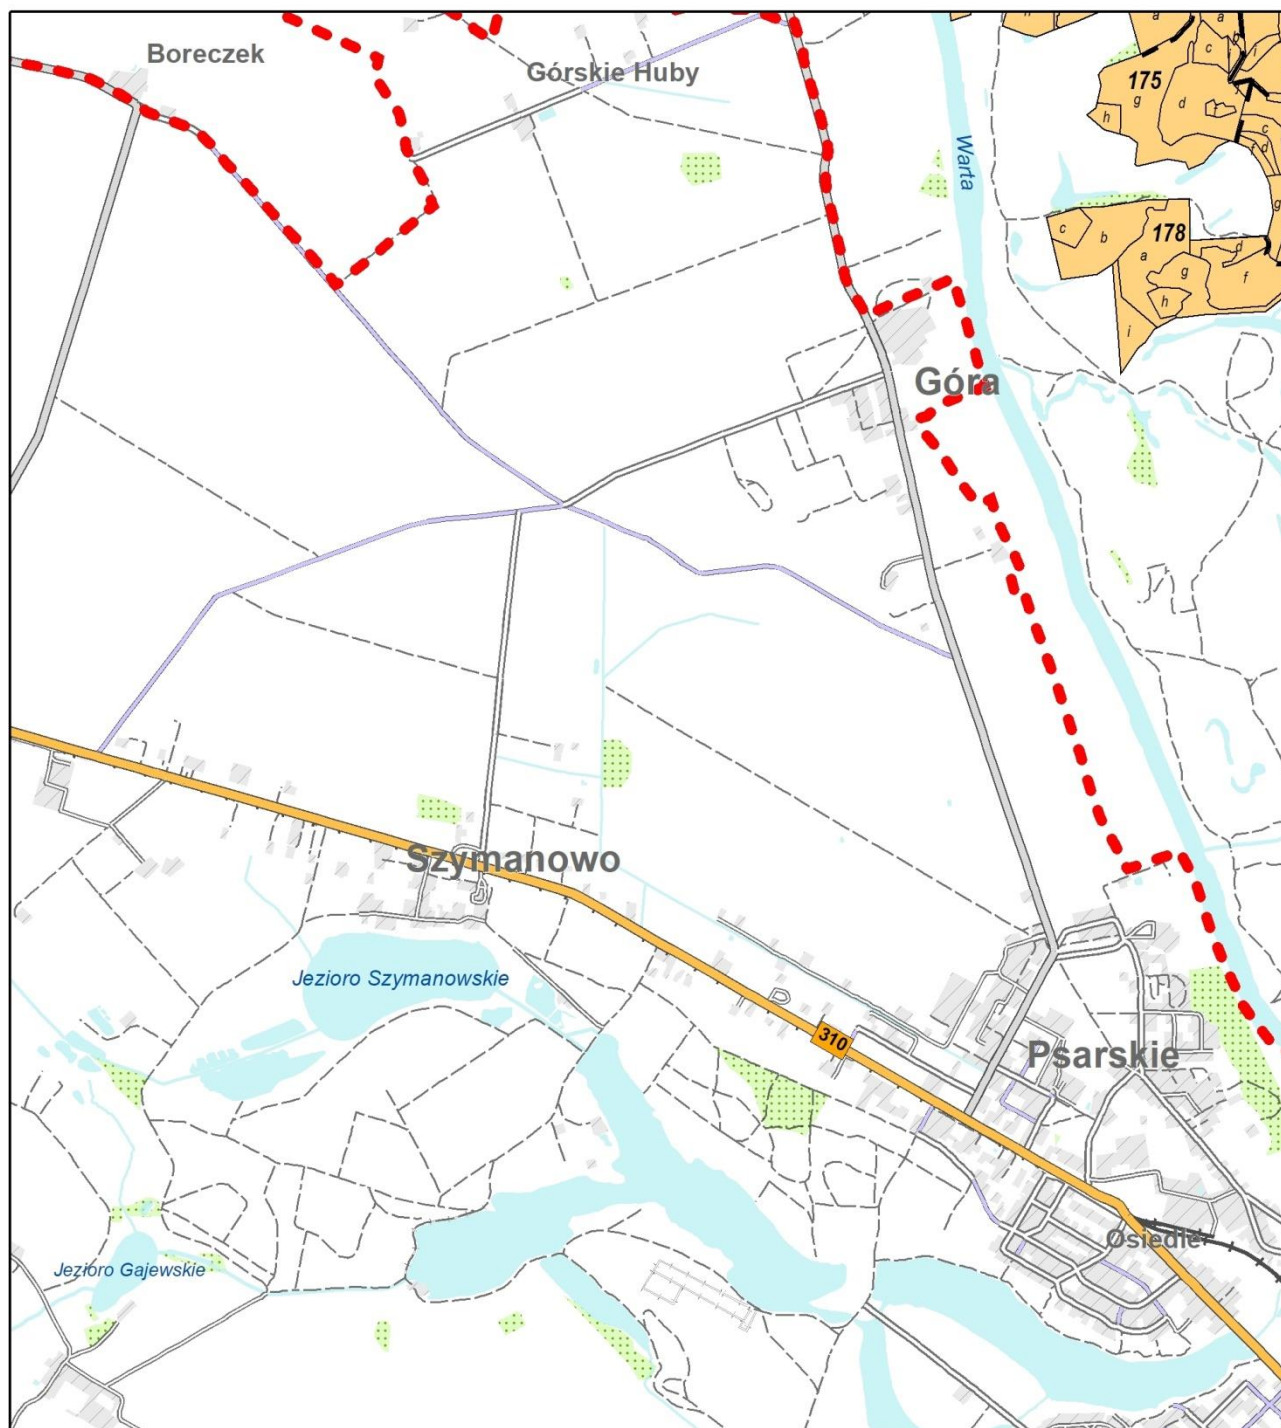 Boreczek
Górskie Huby
Warta
175
a
a
b
c
i
i
g
d
f
h
c
f
d
g
178
c
b
a
g
d
f
h
i
Góra
Szymanowo
Jezioro Szymanowskie
310
Psarskie
Osiedle
Jezioro Gajewskie